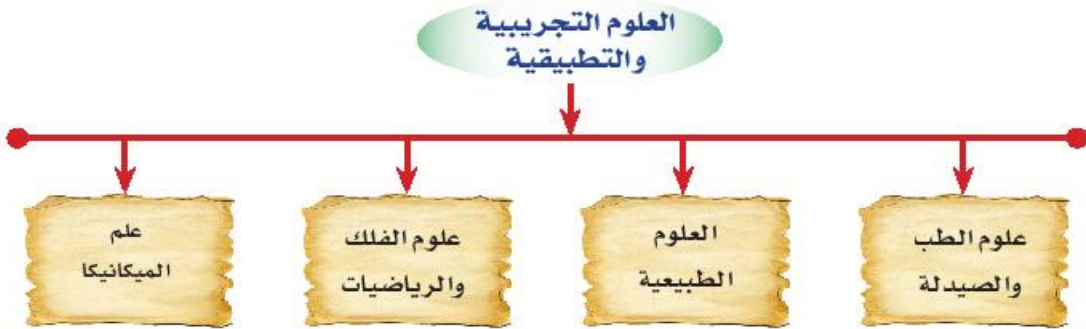 العلوم التجريبية
والتطبيقية
علوم الطب
والصيدلة
العلوم
الطبيعية
علوم الفلك
والرياضيات
علم
الميكانيكا